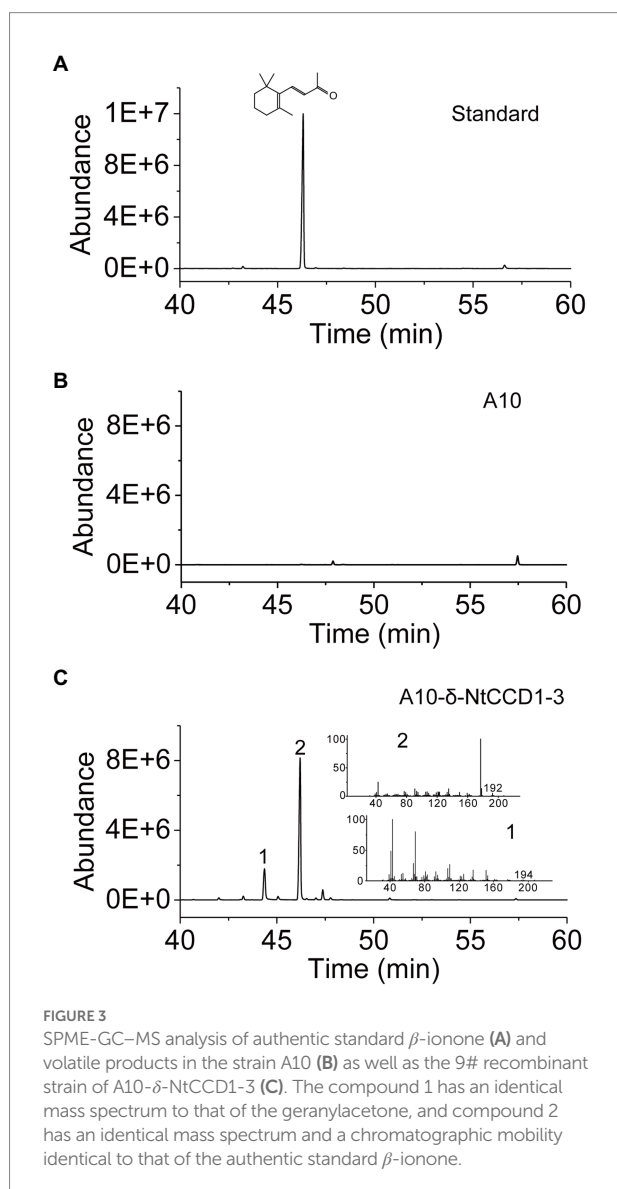 A
O
1E+7
Standard
8E+6
4E+6
0E+0
Abundance
40 45 50 55 60
Time (min)
B
A10
8E+6
4E+6
0E+0
Abundance
40 45 50 55 60
Time (min)
C
A10-δ-NtCCD1-3
8E+6
4E+6
0E+0
Abundance
1
2
100
50
0
2
192
40 80 120 160 200
100
50
0
1
194
40 80 120 160 200
40 45 50 55 60
Time (min)
FIGURE 3
SPME-GC–MS analysis of authentic standard β-ionone (A) and
volatile products in the strain A10 (B) as well as the 9# recombinant
strain of A10-δ-NtCCD1-3 (C). The compound 1 has an identical
mass spectrum to that of the geranylacetone, and compound 2
has an identical mass spectrum and a chromatographic mobility
identical to that of the authentic standard β-ionone.